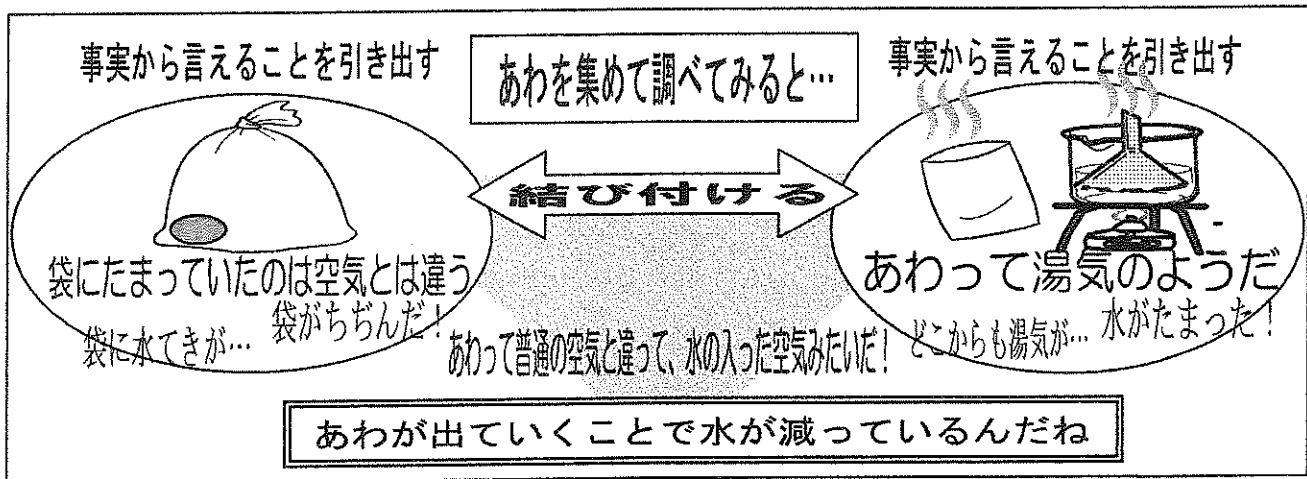 事実から言えることを引き出す
あわを集めて調べてみると…
事実から言えることを引き出す
結び付ける
袋にたまっていたのは空気とは違う
袋がちぢんだ！
袋に水てきが…
あわって湯気のようだ
水がたまった！
どこからも湯気が…
あわって普通の空気と違って、水の入った空気みたいだ！
あわが出ていくことで水が減っているんだね